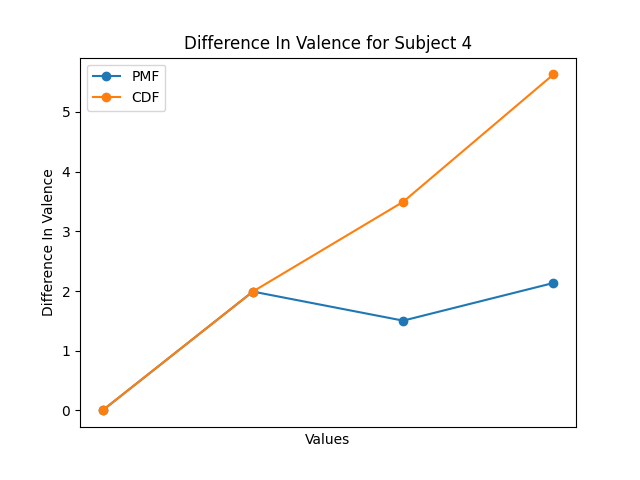 Difference In Valence for Subject 4
PMF
CDF
5
4
3
2
1
0
Difference In Valence
Values